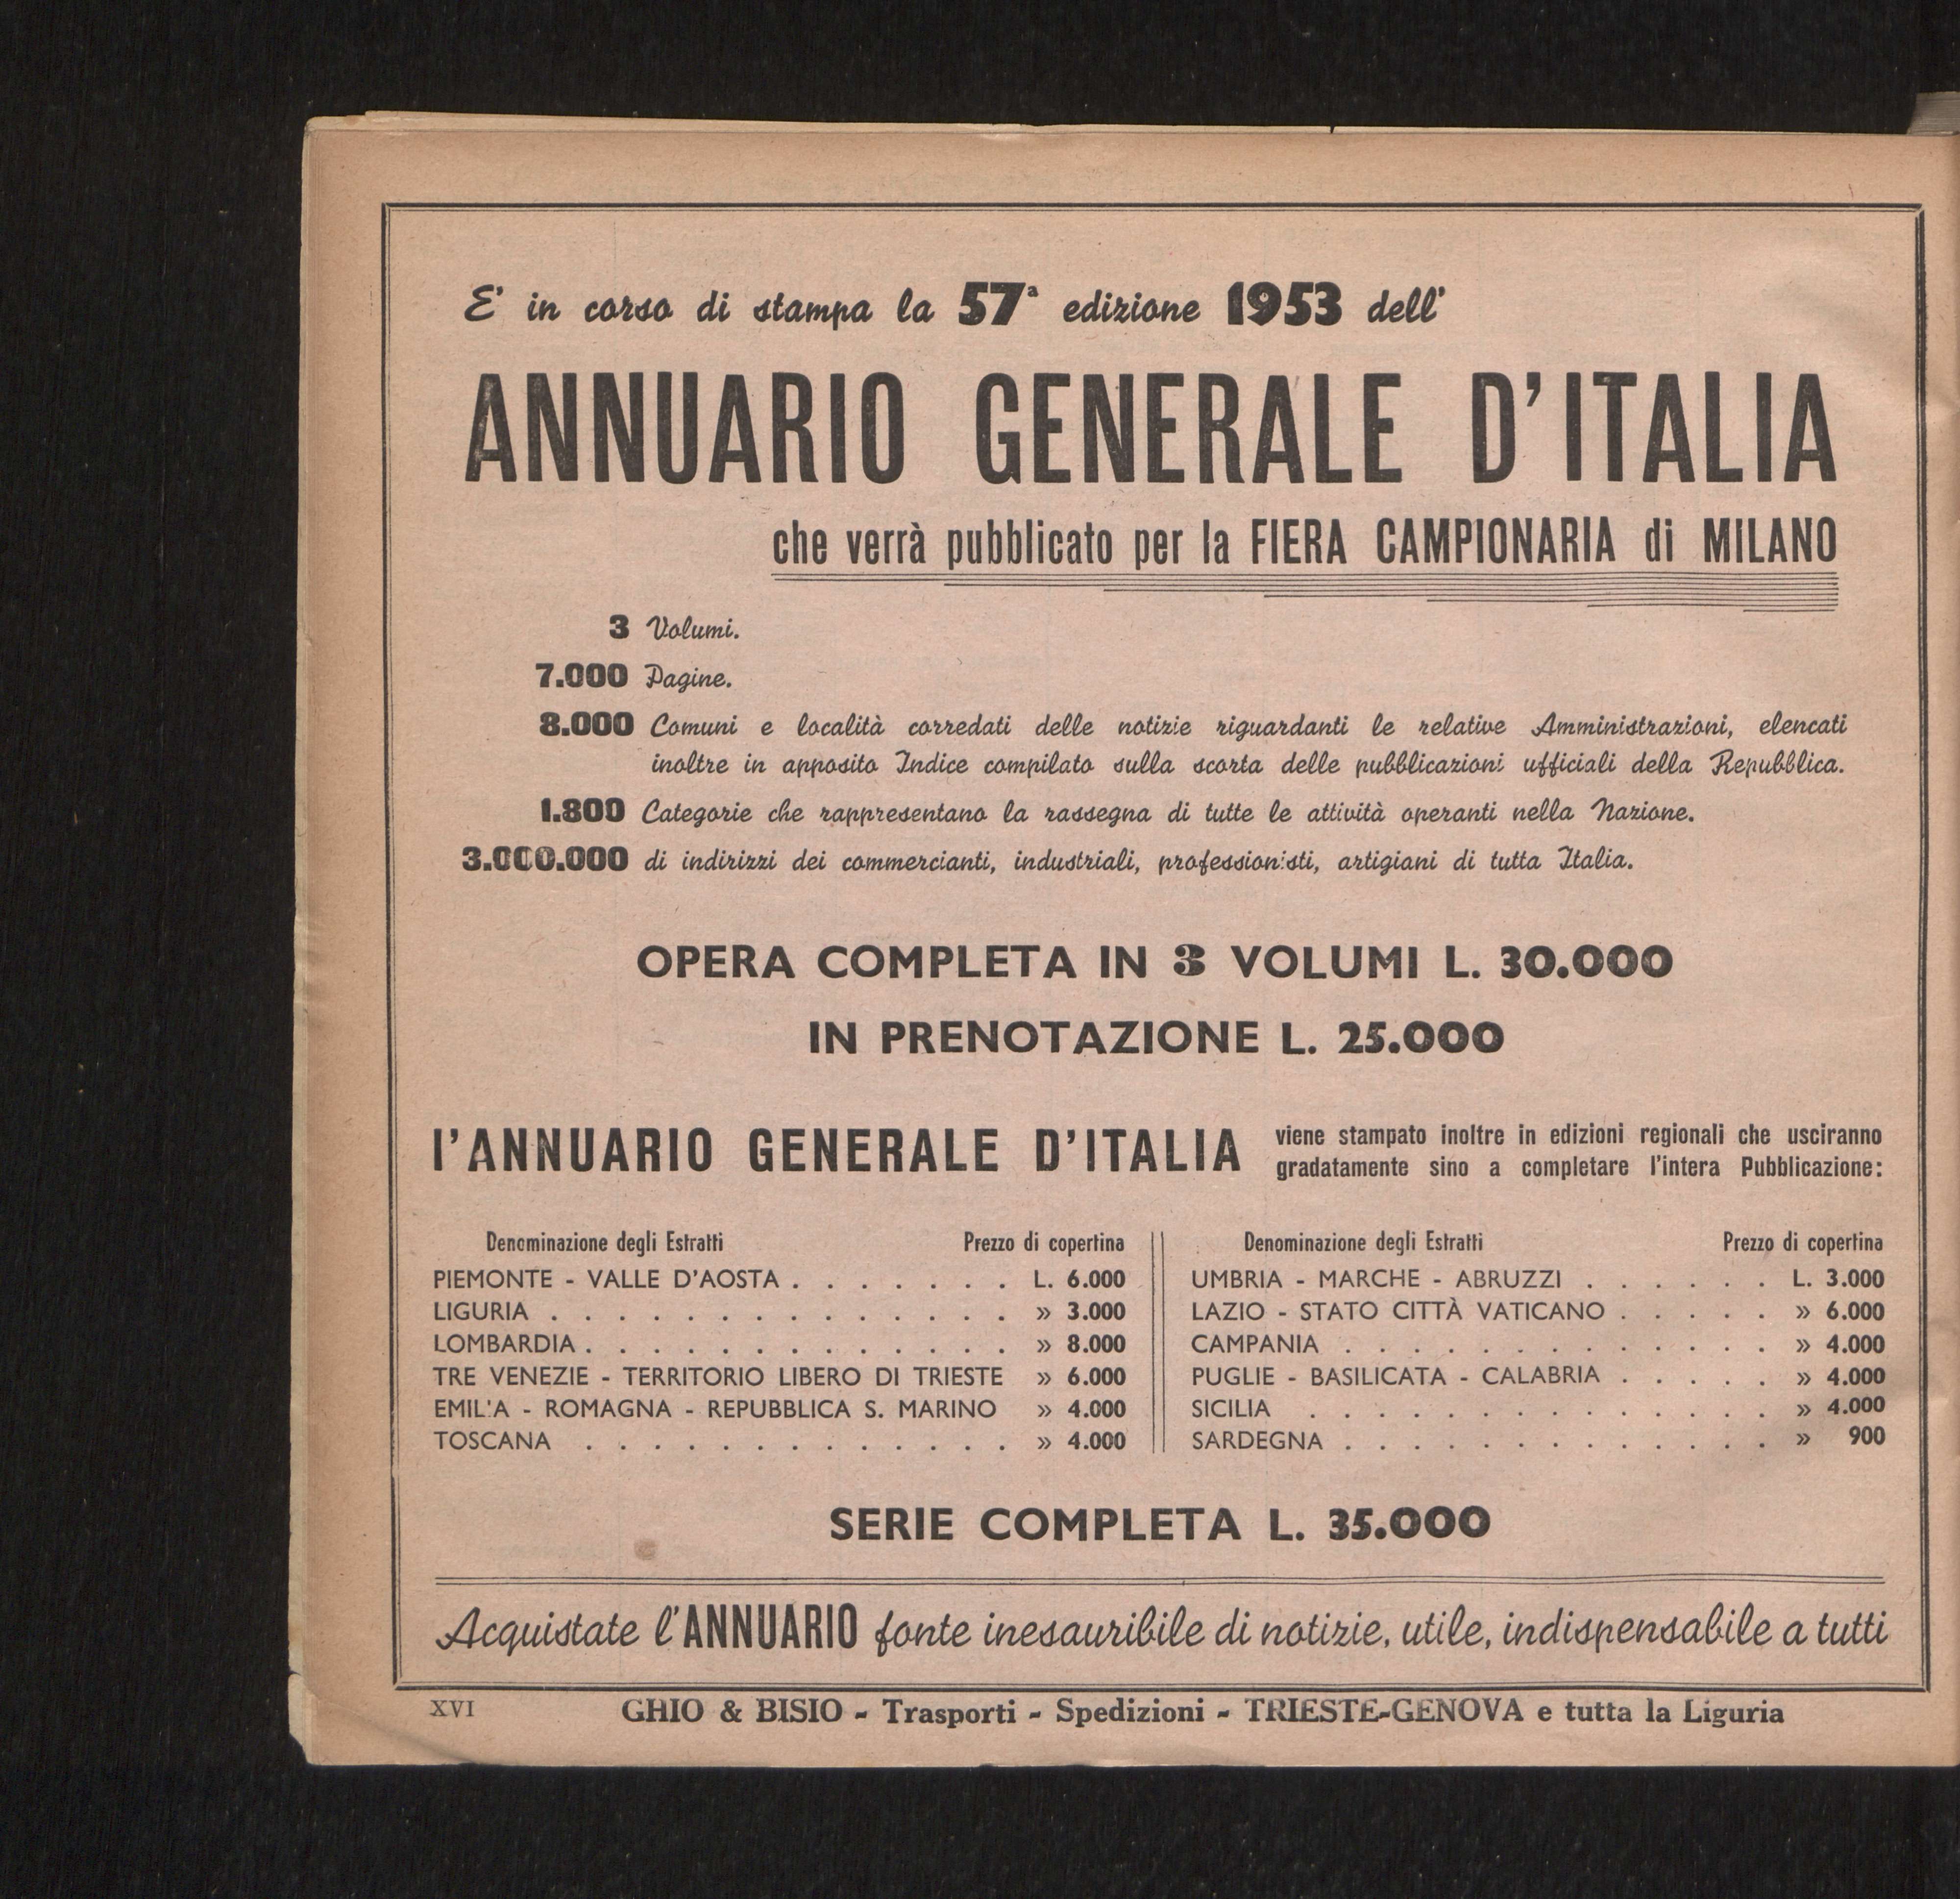 E' in corso di stampa la 57ª edizione 1953 dell'
ANNUARIO GENERALE D'ITALIA
che verrà pubblicato per la FIERA CAMPIONARIA di MILANO
3 Volumi.
7.000 Pagine.
8.000 Comuni e località corredati delle notizie riguardanti le relative Amministrazioni, elencati
inoltre in apposito Indice compilato sulla scorta delle pubblicazioni ufficiali della Repubblica.
1.800 Categorie che rappresentano la rassegna di tutte le attività operanti nella Nazione.
3.000.000 di indirizzi dei commercianti, industriali, professionisti, artigiani di tutta Italia.
OPERA COMPLETA IN 3 VOLUMI L. 30.000
IN PRENOTAZIONE L. 25.000
l'ANNUARIO GENERALE D'ITALIA
viene stampato inoltre in edizioni regionali che usciranno
gradatamente sino a completare l'intera Pubblicazione:
Denominazione degli Estratti Prezzo di copertina
PIEMONTE - VALLE D'AOSTA . . . . . . . L. 6.000
LIGURIA . . . . . . . . . . . . . . » 3.000
LOMBARDIA . . . . . . . . . . . . . » 8.000
TRE VENEZIE - TERRITORIO LIBERO DI TRIESTE » 6.000
EMILIA - ROMAGNA - REPUBBLICA S. MARINO » 4.000
TOSCANA . . . . . . . . . . . . . » 4.000
Denominazione degli Estratti Prezzo di copertina
UMBRIA - MARCHE - ABRUZZI . . . . . . L. 3.000
LAZIO - STATO CITTÀ VATICANO . . . . . » 6.000
CAMPANIA . . . . . . . . . . . . . » 4.000
PUGLIE - BASILICATA - CALABRIA . . . . . » 4.000
SICILIA . . . . . . . . . . . . . . » 4.000
SARDEGNA . . . . . . . . . . . . . » 900
SERIE COMPLETA L. 35.000
Acquistate l'ANNUARIO fonte inesauribile di notizie, utile, indispensabile a tutti
XVI GHIO & BISIO - Trasporti - Spedizioni - TRIESTE-GENOVA e tutta la Liguria